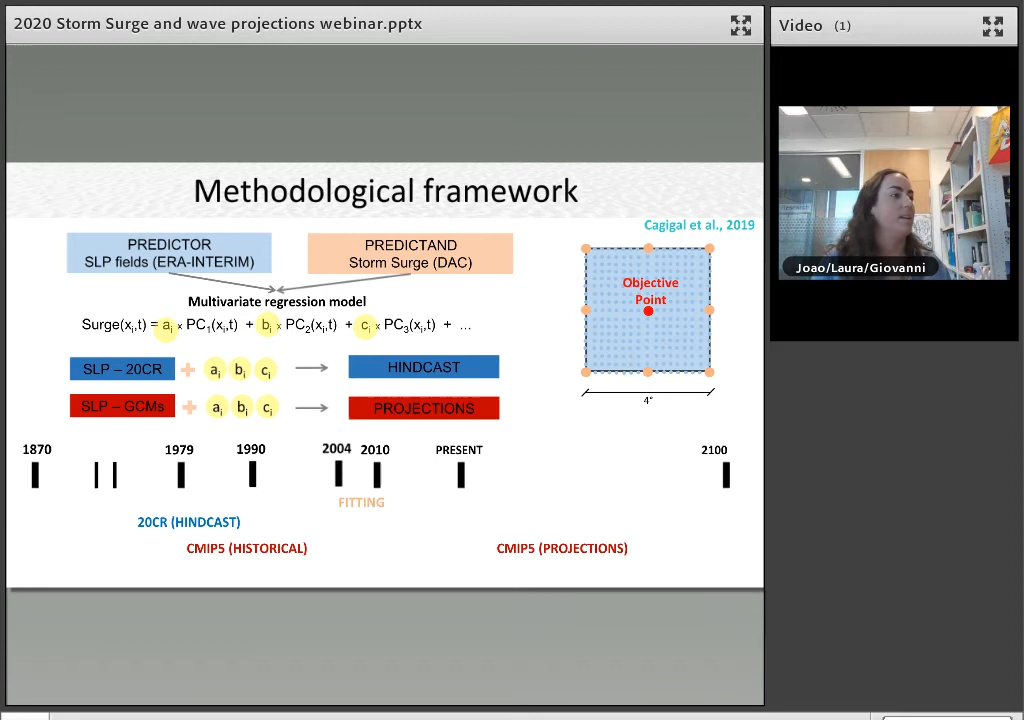 2020 Storm Surge and wave projections webinar.pptx
Video (1)
Methodological framework
Cagigal et al., 2019
PREDICTOR
SLP fields (ERA-INTERIM)
PREDICTAND
Storm Surge (DAC)
Multivariate regression model
Surge(xᵢ,t) = aᵢ x PC₁(xᵢ,t) + bᵢ x PC₂(xᵢ,t) + cᵢ x PC₃(xᵢ,t) + ...
Objective
Point
4°
SLP – 20CR + aᵢ bᵢ cᵢ HINDCAST
SLP – GCMs + aᵢ bᵢ cᵢ PROJECTIONS
1870 1979 1990 2004 2010 PRESENT 2100
FITTING
20CR (HINDCAST)
CMIP5 (HISTORICAL) CMIP5 (PROJECTIONS)
Joao/Laura/Giovanni